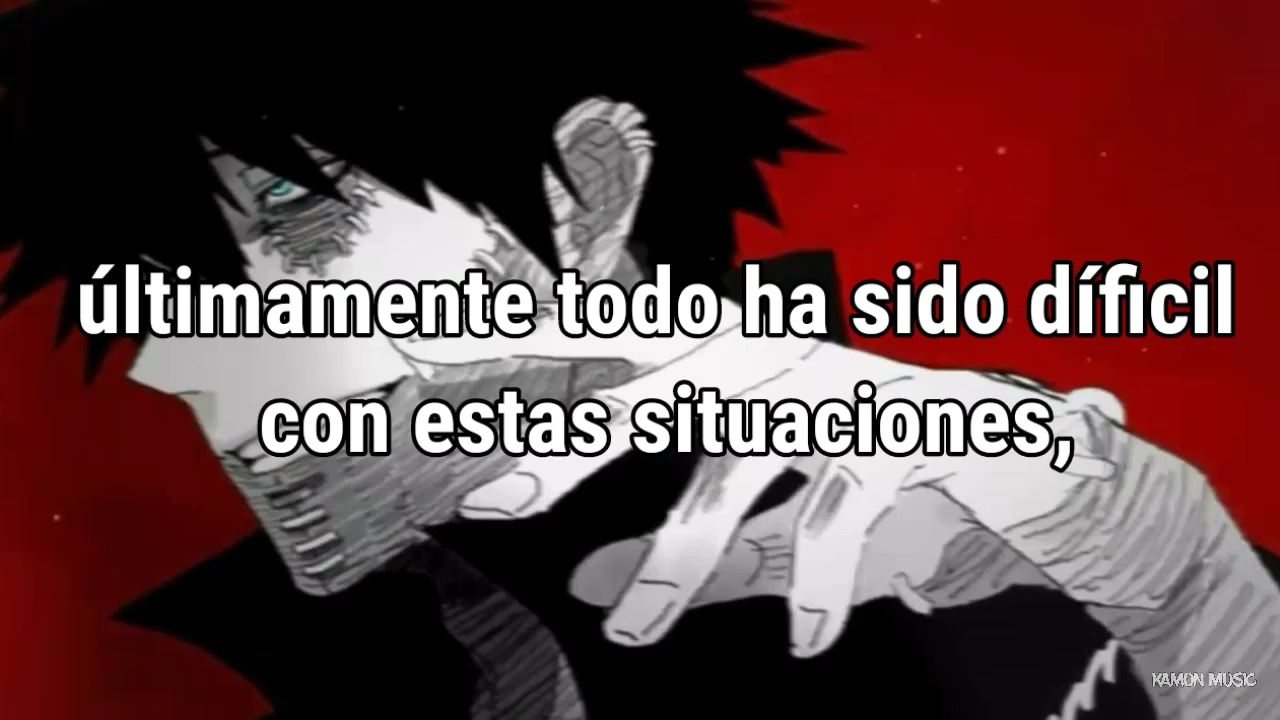 últimamente todo ha sido díficil
con estas situaciones,
KAMON MUSIC